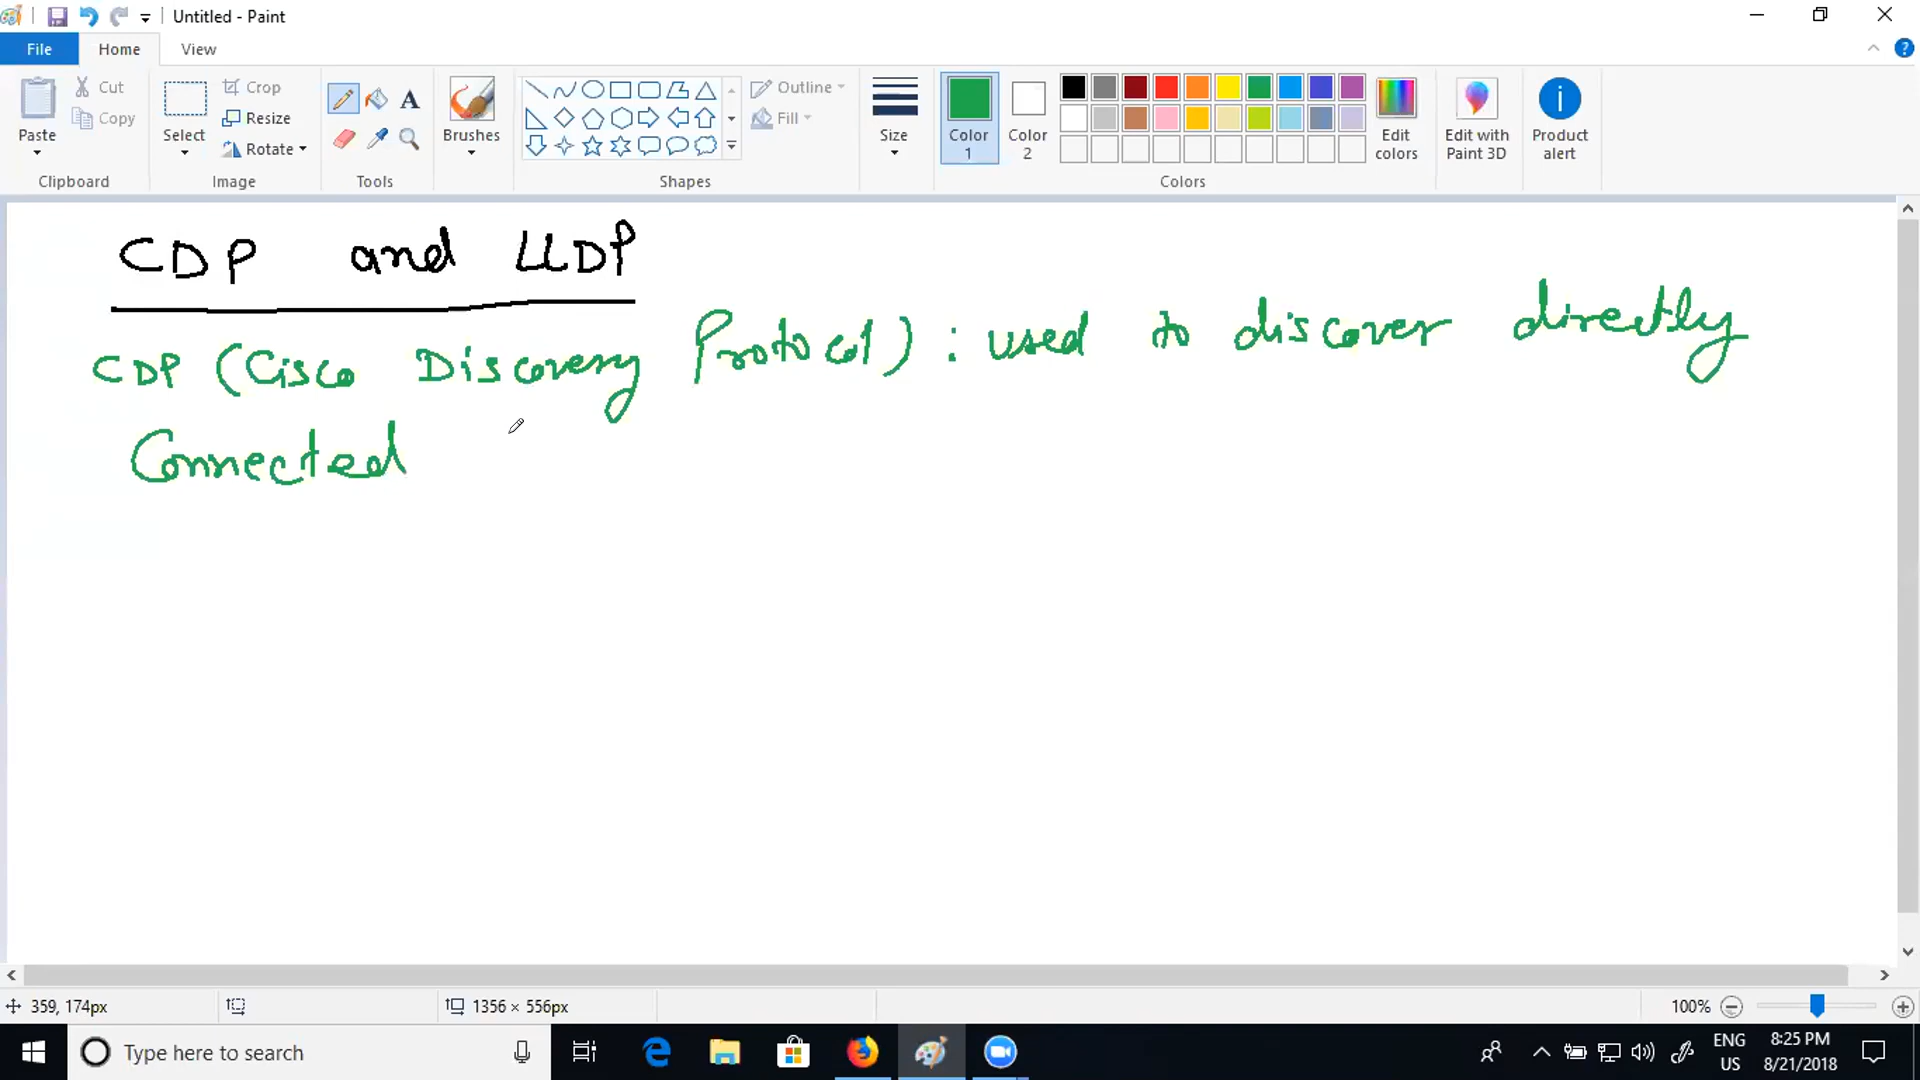 Untitled - Paint
File Home View
Paste Cut Copy Clipboard
Select Crop Resize Rotate Image
Tools
Brushes
Shapes
Outline Fill
Size
Color 1
Color 2
Edit colors
Colors
Edit with Paint 3D
Product alert
CDP and LLDP
CDP (Cisco Discovery Protocol) : used to discover directly
Connected
359, 174px
1356 × 556px
100%
Type here to search
ENG US
8:25 PM
8/21/2018